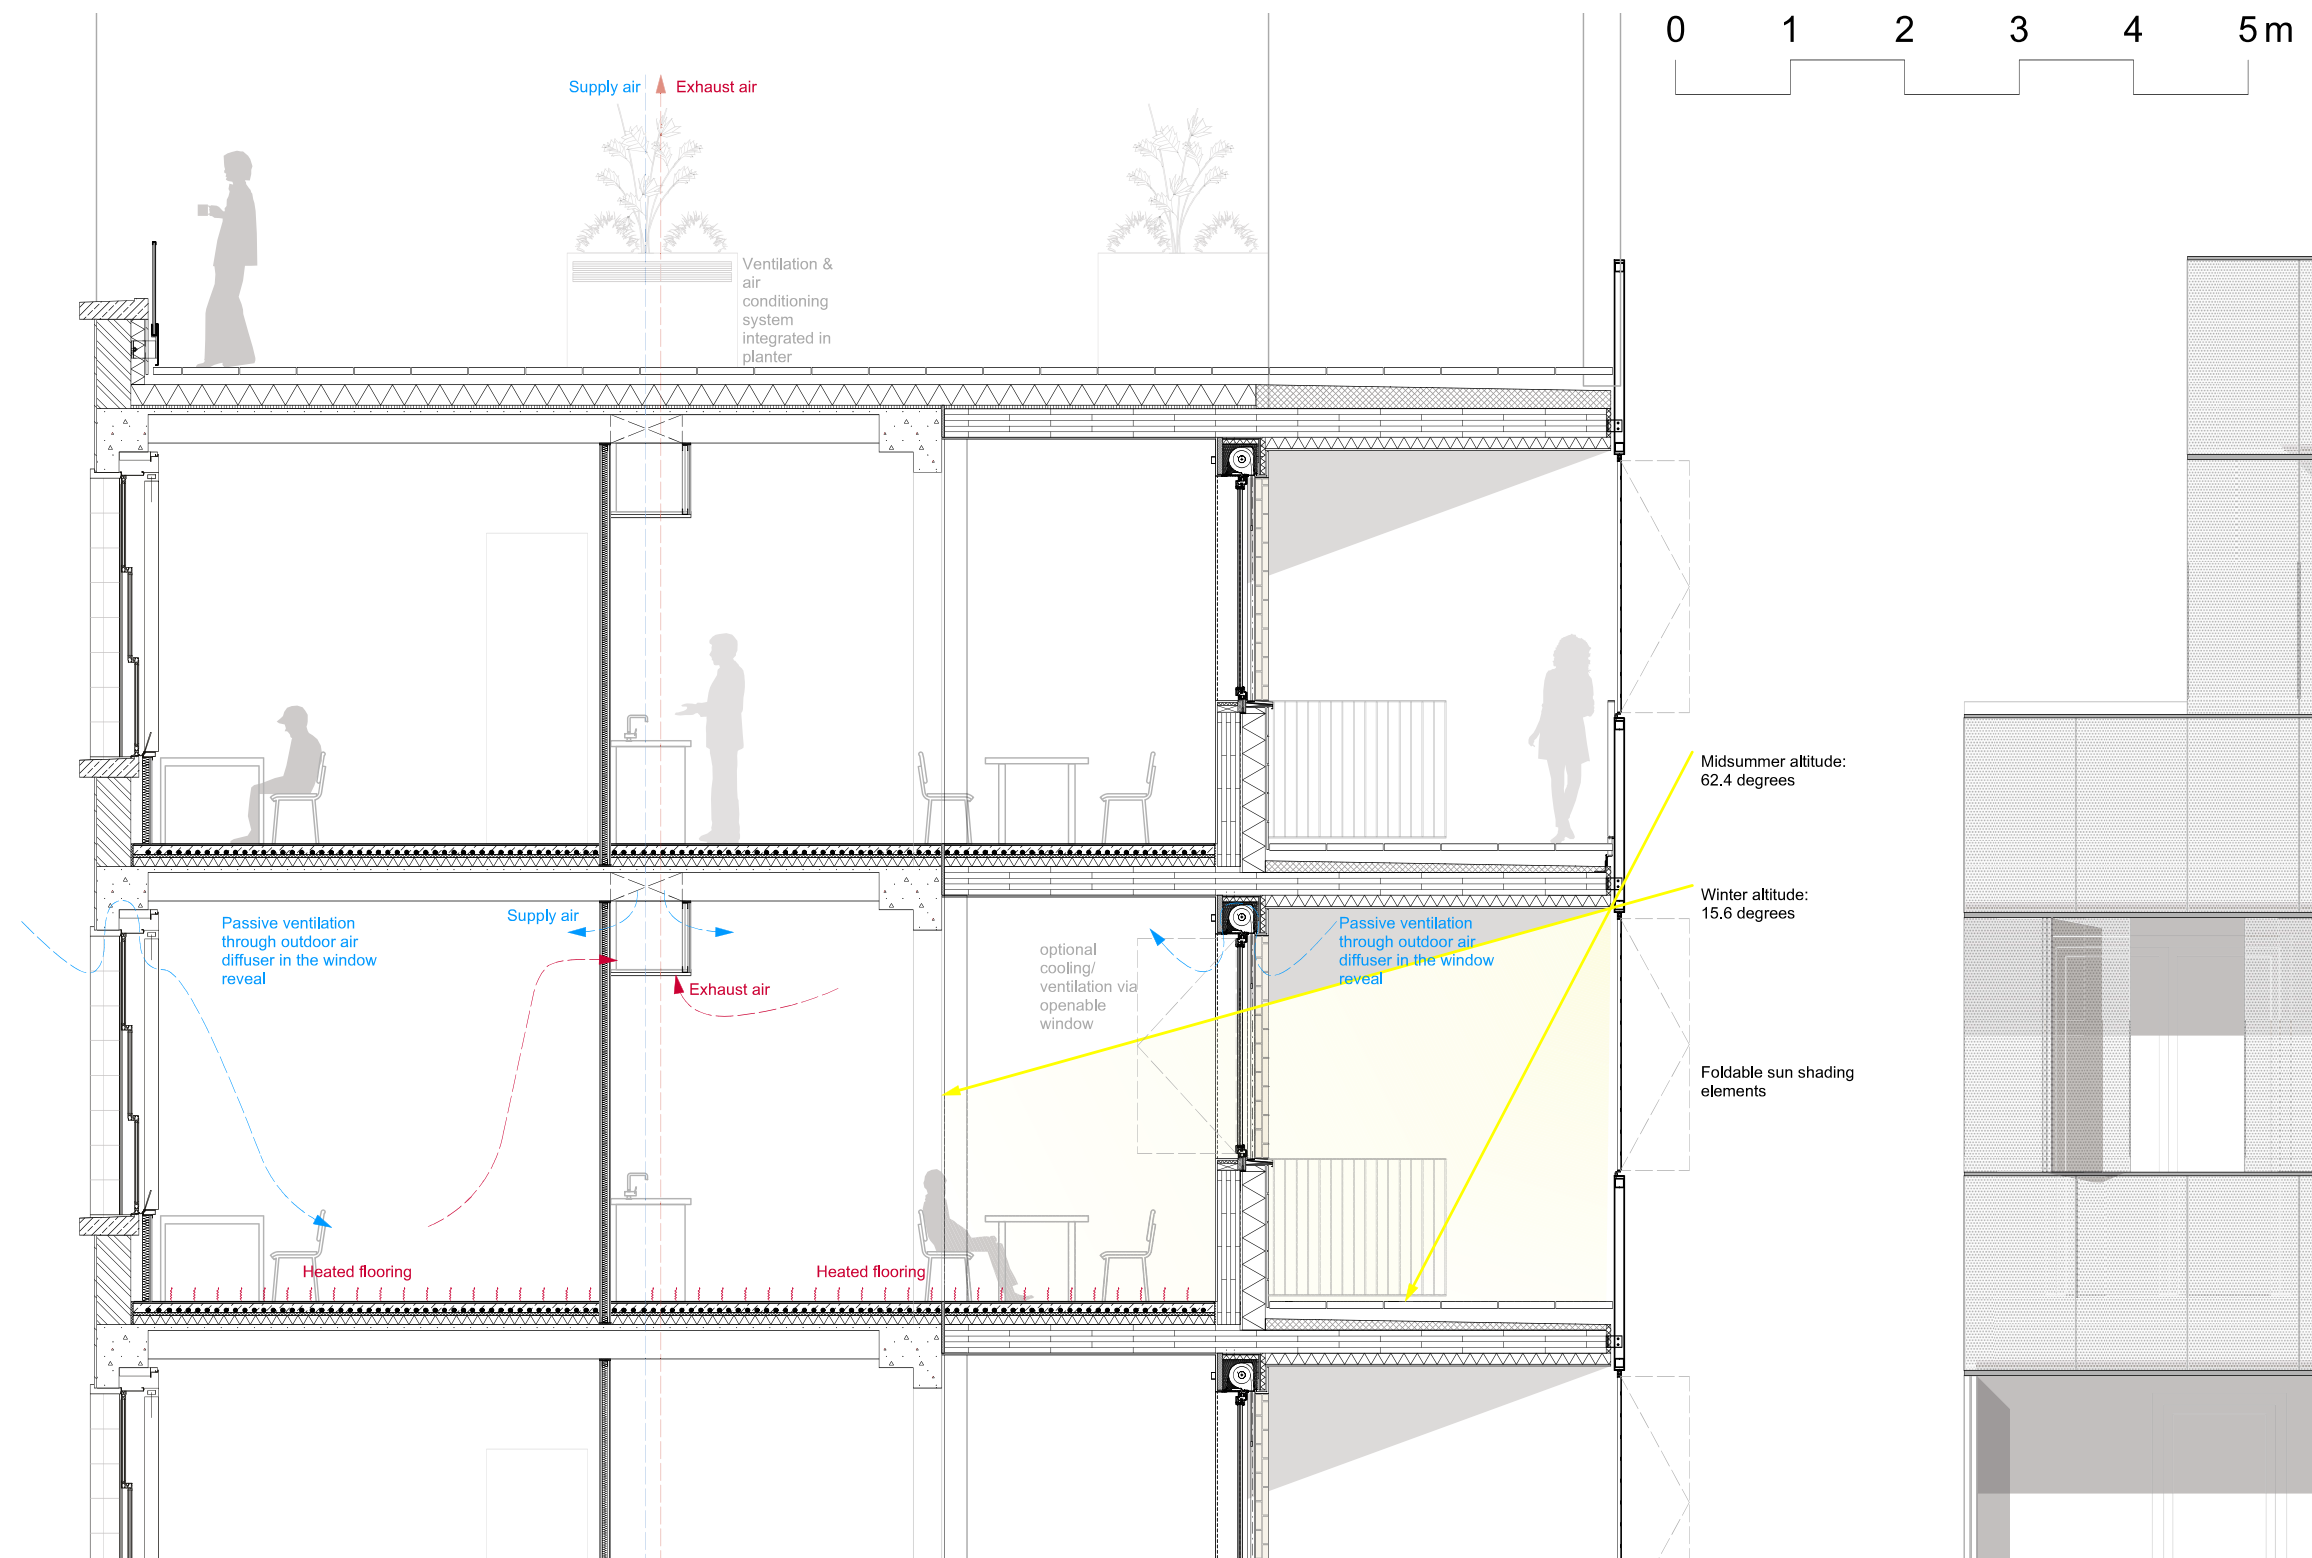 0 1 2 3 4 5 m
Supply air
Exhaust air
Ventilation &
air
conditioning
system
integrated in
planter
Midsummer altitude:
62.4 degrees
Winter altitude:
15.6 degrees
Passive ventilation
through outdoor air
diffuser in the window
reveal
Supply air
Exhaust air
optional
cooling/
ventilation via
openable
window
Passive ventilation
through outdoor air
diffuser in the window
reveal
Foldable sun shading
elements
Heated flooring
Heated flooring